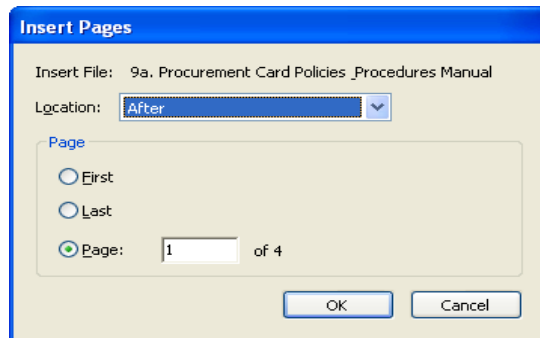 Insert Pages
Insert File: 9a. Procurement Card Policies _Procedures Manual
Location: After
Page
First
Last
Page: 1 of 4
OK Cancel